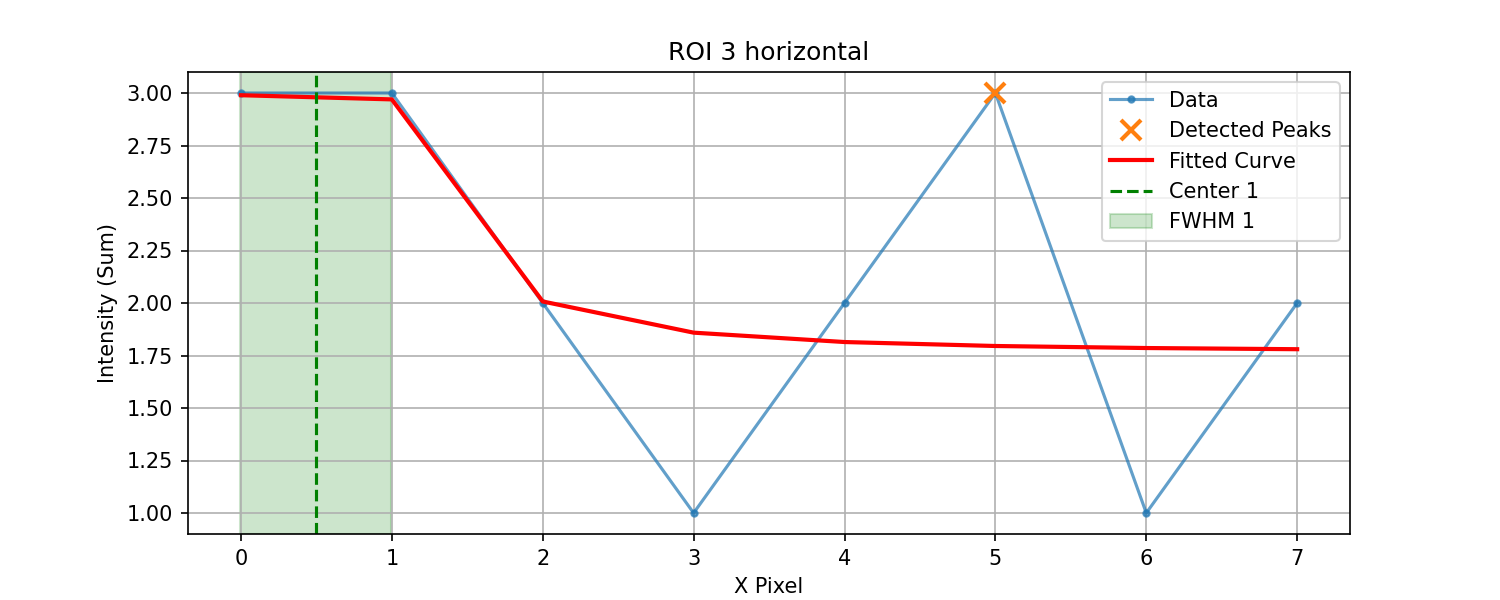 ROI 3 horizontal
Intensity (Sum)
3.00
2.75
2.50
2.25
2.00
1.75
1.50
1.25
1.00
Data
Detected Peaks
Fitted Curve
Center 1
FWHM 1
0 1 2 3 4 5 6 7
X Pixel